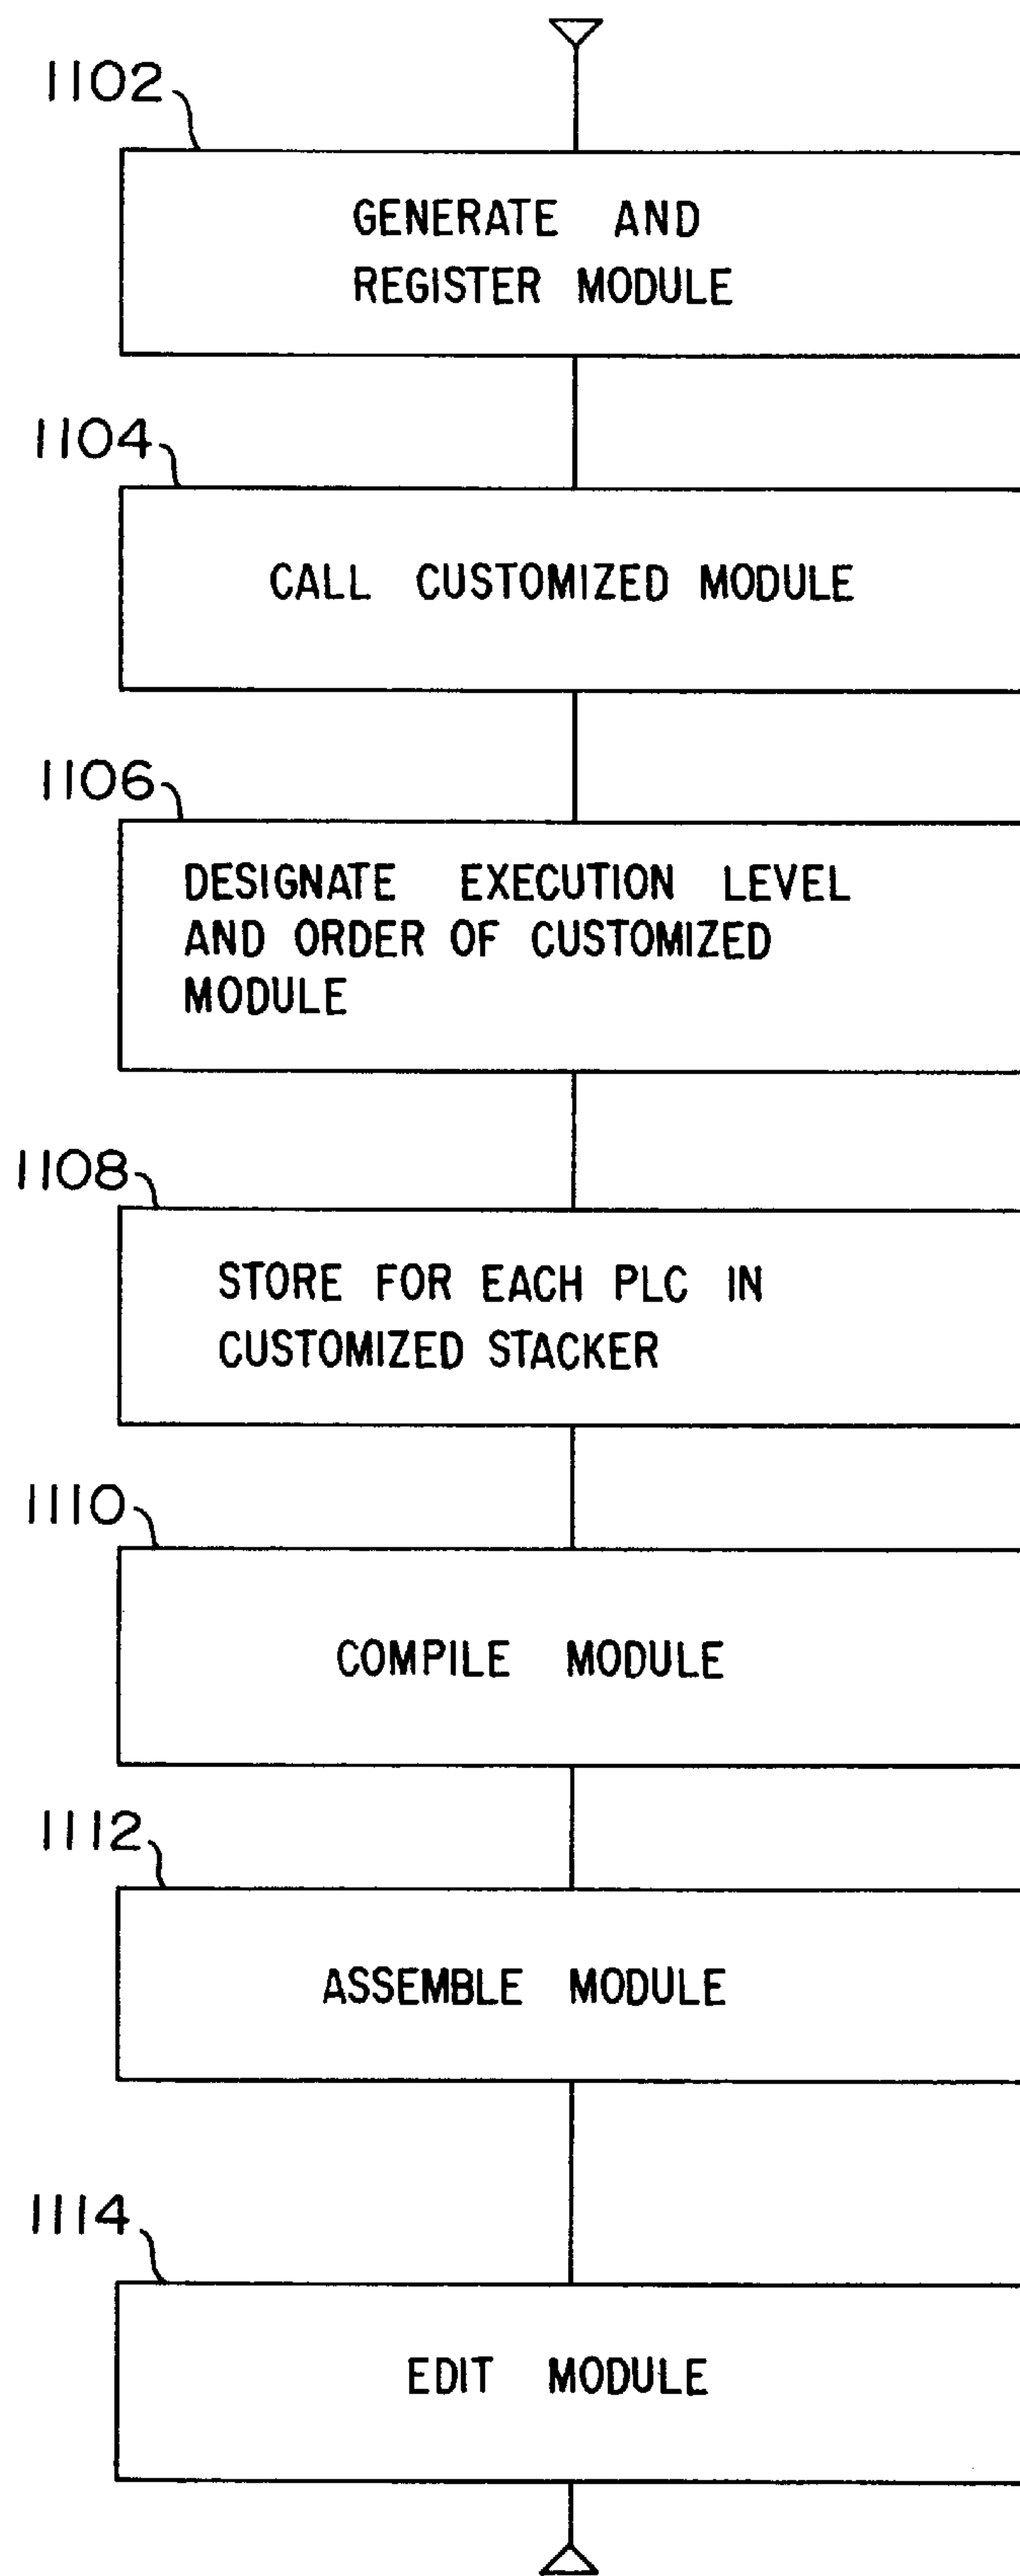 1102
GENERATE AND
REGISTER MODULE
1104
CALL CUSTOMIZED MODULE
1106
DESIGNATE EXECUTION LEVEL
AND ORDER OF CUSTOMIZED
MODULE
1108
STORE FOR EACH PLC IN
CUSTOMIZED STACKER
1110
COMPILE MODULE
1112
ASSEMBLE MODULE
1114
EDIT MODULE